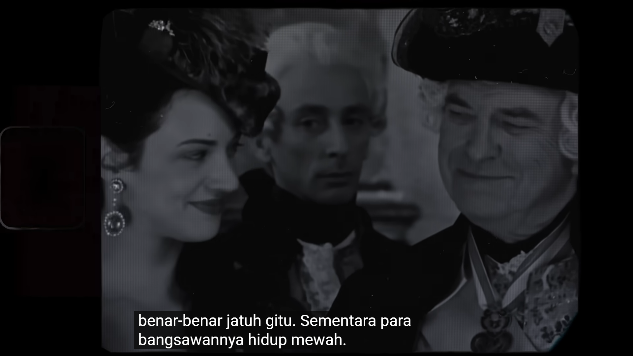 benar-benar jatuh gitu. Sementara para
bangsawannya hidup mewah.